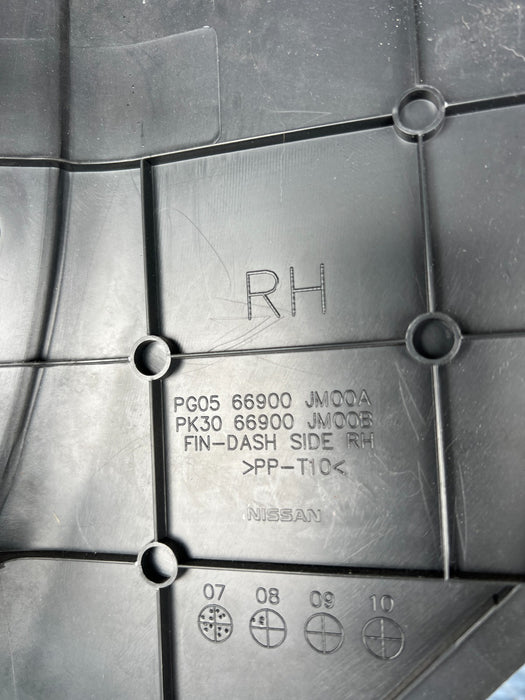 RH
PG05 66900 JM00A
PK30 66900 JM00B
FIN-DASH SIDE RH
>PP-T10<
NISSAN
07 08 09 10